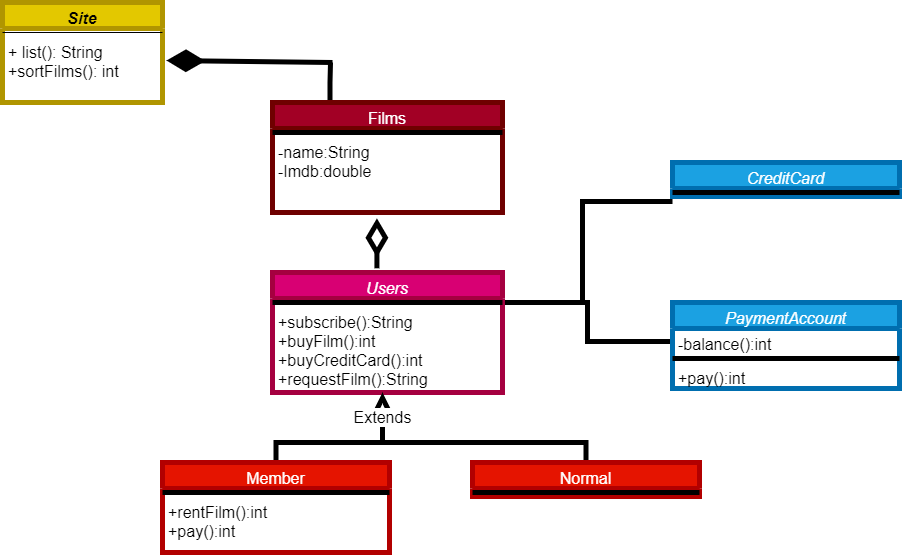 Site
+ list(): String
+sortFilms(): int
Films
-name:String
-Imdb:double
CreditCard
Users
+subscribe():String
+buyFilm():int
+buyCreditCard():int
+requestFilm():String
PaymentAccount
-balance():int
+pay():int
Extends
Member
+rentFilm():int
+pay():int
Normal